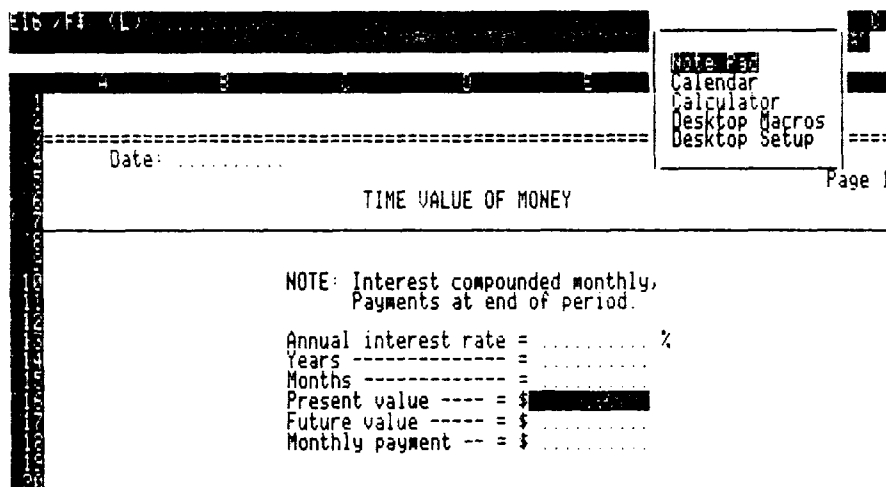 E16 /F$ (L)
Note Pad
Calendar
Calculator
Desktop Macros
Desktop Setup
A B C D E
Date: ..........
Page 1
TIME VALUE OF MONEY
NOTE: Interest compounded monthly,
Payments at end of period.
Annual interest rate = .......... %
Years -------------- = ..........
Months ------------- = ..........
Present value ---- = $
Future value ----- = $ ..........
Monthly payment -- = $ ..........